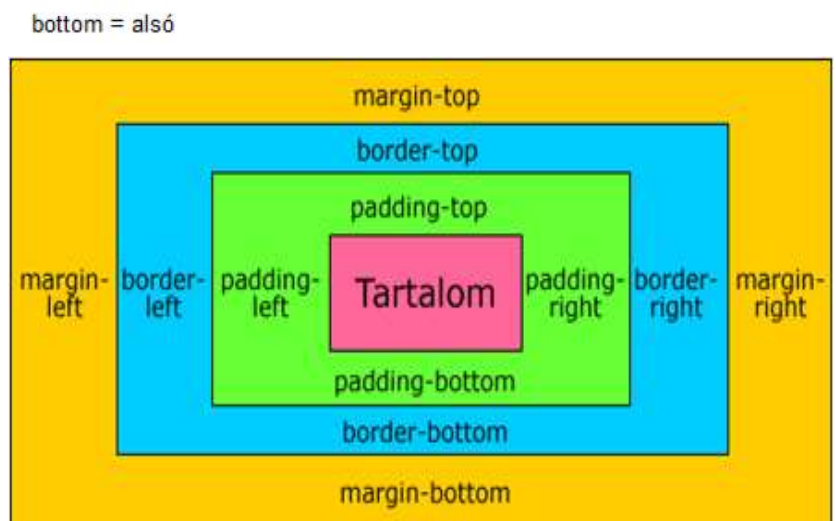 bottom = alsó
margin-top
border-top
padding-top
margin-
left
border-
left
padding-
left
Tartalom
padding-
right
border-
right
margin-
right
padding-bottom
border-bottom
margin-bottom